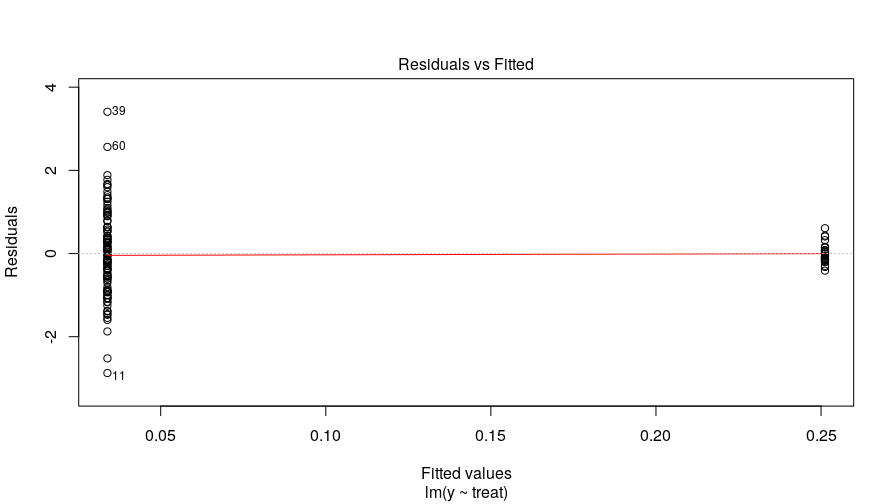 Residuals vs Fitted
4
2
0
-2
Residuals
39
60
11
0.05 0.10 0.15 0.20 0.25
Fitted values
lm(y ~ treat)